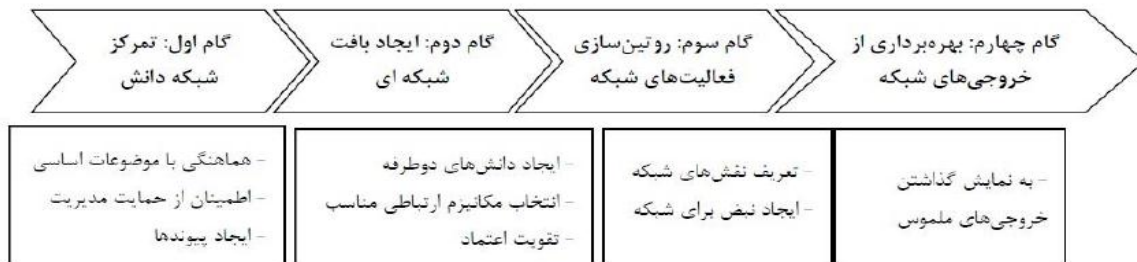 گام اول: تمرکز
شبکه دانش
گام دوم: ایجاد بافت
شبکه ای
گام سوم: روتین‌سازی
فعالیت‌های شبکه
گام چهارم: بهره‌برداری از
خروجی‌های شبکه
- هماهنگی با موضوعات اساسی
- اطمینان از حمایت مدیریت
- ایجاد پیوندها
- ایجاد دانش‌های دوطرفه
- انتخاب مکانیزم ارتباطی مناسب
- تقویت اعتماد
- تعریف نقش‌های شبکه
- ایجاد نبض برای شبکه
- به نمایش گذاشتن
خروجی‌های ملموس